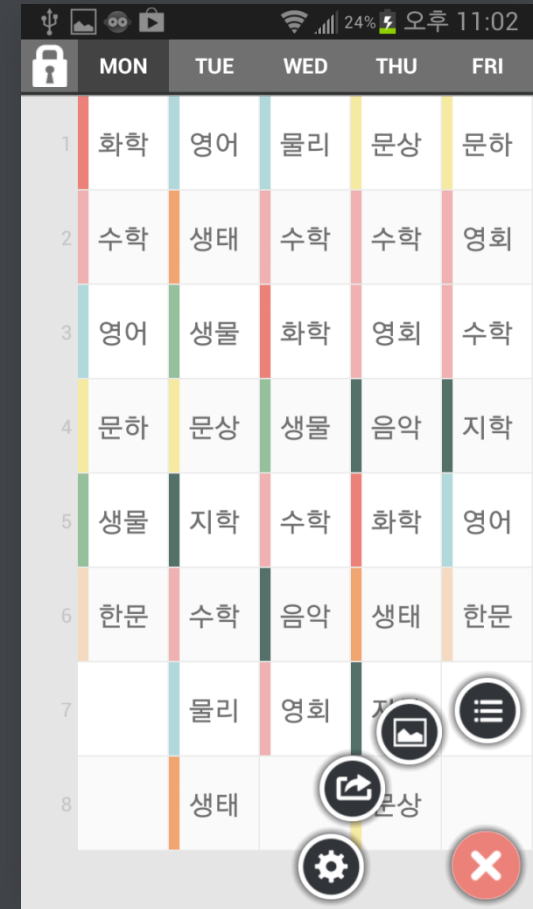 24% 오후 11:02
MON TUE WED THU FRI
1 화학 영어 물리 문상 문하
2 수학 생태 수학 수학 영회
3 영어 생물 화학 영회 수학
4 문하 문상 생물 음악 지학
5 생물 지학 수학 화학 영어
6 한문 수학 음악 생태 한문
7 물리 영회
8 생태 문상